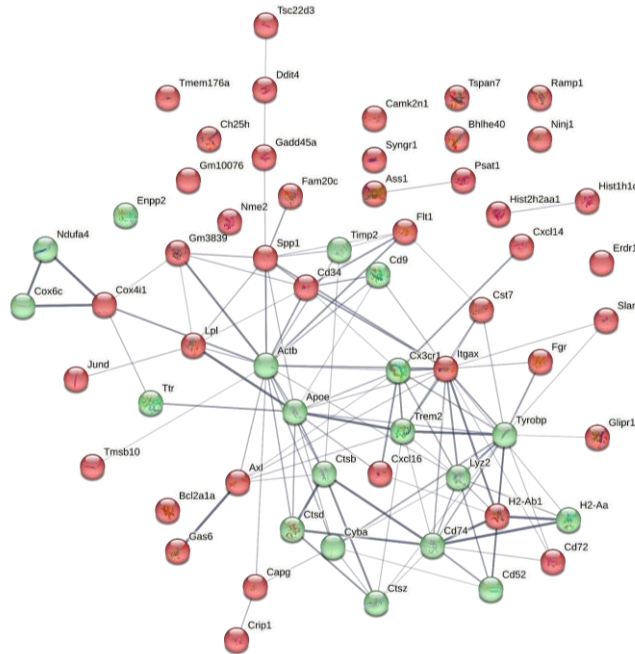 Tsc22d3
Ddit4
Tmem176a
Tspan7
Ramp1
Camk2n1
Ch25h
Bhlhe40
Ninj1
Gadd45a
Syngr1
Gm10076
Ass1
Psat1
Fam20c
Hist1h1c
Enpp2
Nme2
Hist2h2aa1
Ndufa4
Gm3839
Spp1
Timp2
Flt1
Cxcl14
Erdr1
Cd9
Cd34
Cox6c
Cox4i1
Cst7
Lpl
Actb
Cx3cr1
Itgax
Fgr
Jund
Ttr
Apoe
Trem2
Tyrobp
Glipr1
Tmsb10
Axl
Ctsb
Cxcl16
Lyz2
Bcl2a1a
H2-Ab1
H2-Aa
Ctsd
Gas6
Cyba
Cd74
Cd72
Capg
Ctsz
Cd52
Crip1